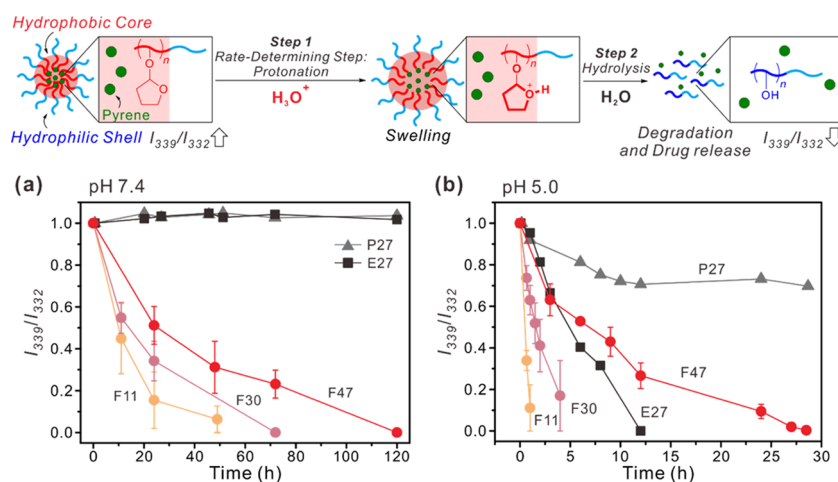 Hydrophobic Core
Pyrene
Hydrophilic Shell
I339/I332
O
O
n
Step 1
Rate-Determining Step:
Protonation
H3O+
Swelling
O
O
+
H
n
Step 2
Hydrolysis
H2O
Degradation
and Drug release
OH
n
I339/I332
(a) pH 7.4
I339/I332
1.0
0.8
0.6
0.4
0.2
0.0
P27
E27
F11
F30
F47
0 20 40 60 80 100 120
Time (h)
(b) pH 5.0
I339/I332
1.0
0.8
0.6
0.4
0.2
0.0
P27
F47
F11
F30
E27
0 5 10 15 20 25 30
Time (h)